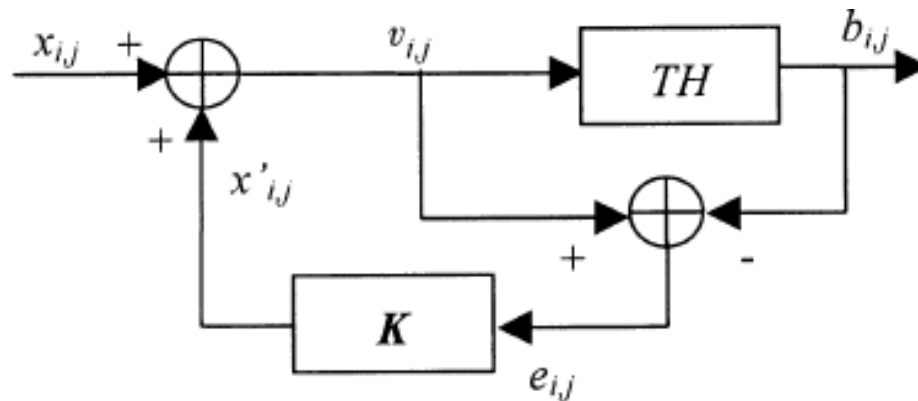 x_{i,j} + v_{i,j} b_{i,j}
TH
+
x'_{i,j}
+ -
K
e_{i,j}